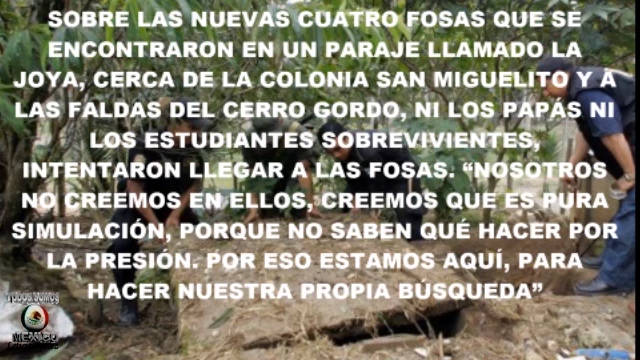 SOBRE LAS NUEVAS CUATRO FOSAS QUE SE
ENCONTRARON EN UN PARAJE LLAMADO LA
JOYA, CERCA DE LA COLONIA SAN MIGUELITO Y A
LAS FALDAS DEL CERRO GORDO, NI LOS PAPÁS NI
LOS ESTUDIANTES SOBREVIVIENTES,
INTENTARON LLEGAR A LAS FOSAS. “NOSOTROS
NO CREEMOS EN ELLOS, CREEMOS QUE ES PURA
SIMULACIÓN, PORQUE NO SABEN QUÉ HACER POR
LA PRESIÓN. POR ESO ESTAMOS AQUÍ, PARA
HACER NUESTRA PROPIA BÚSQUEDA”
TODOS SOMOS
MEXICO